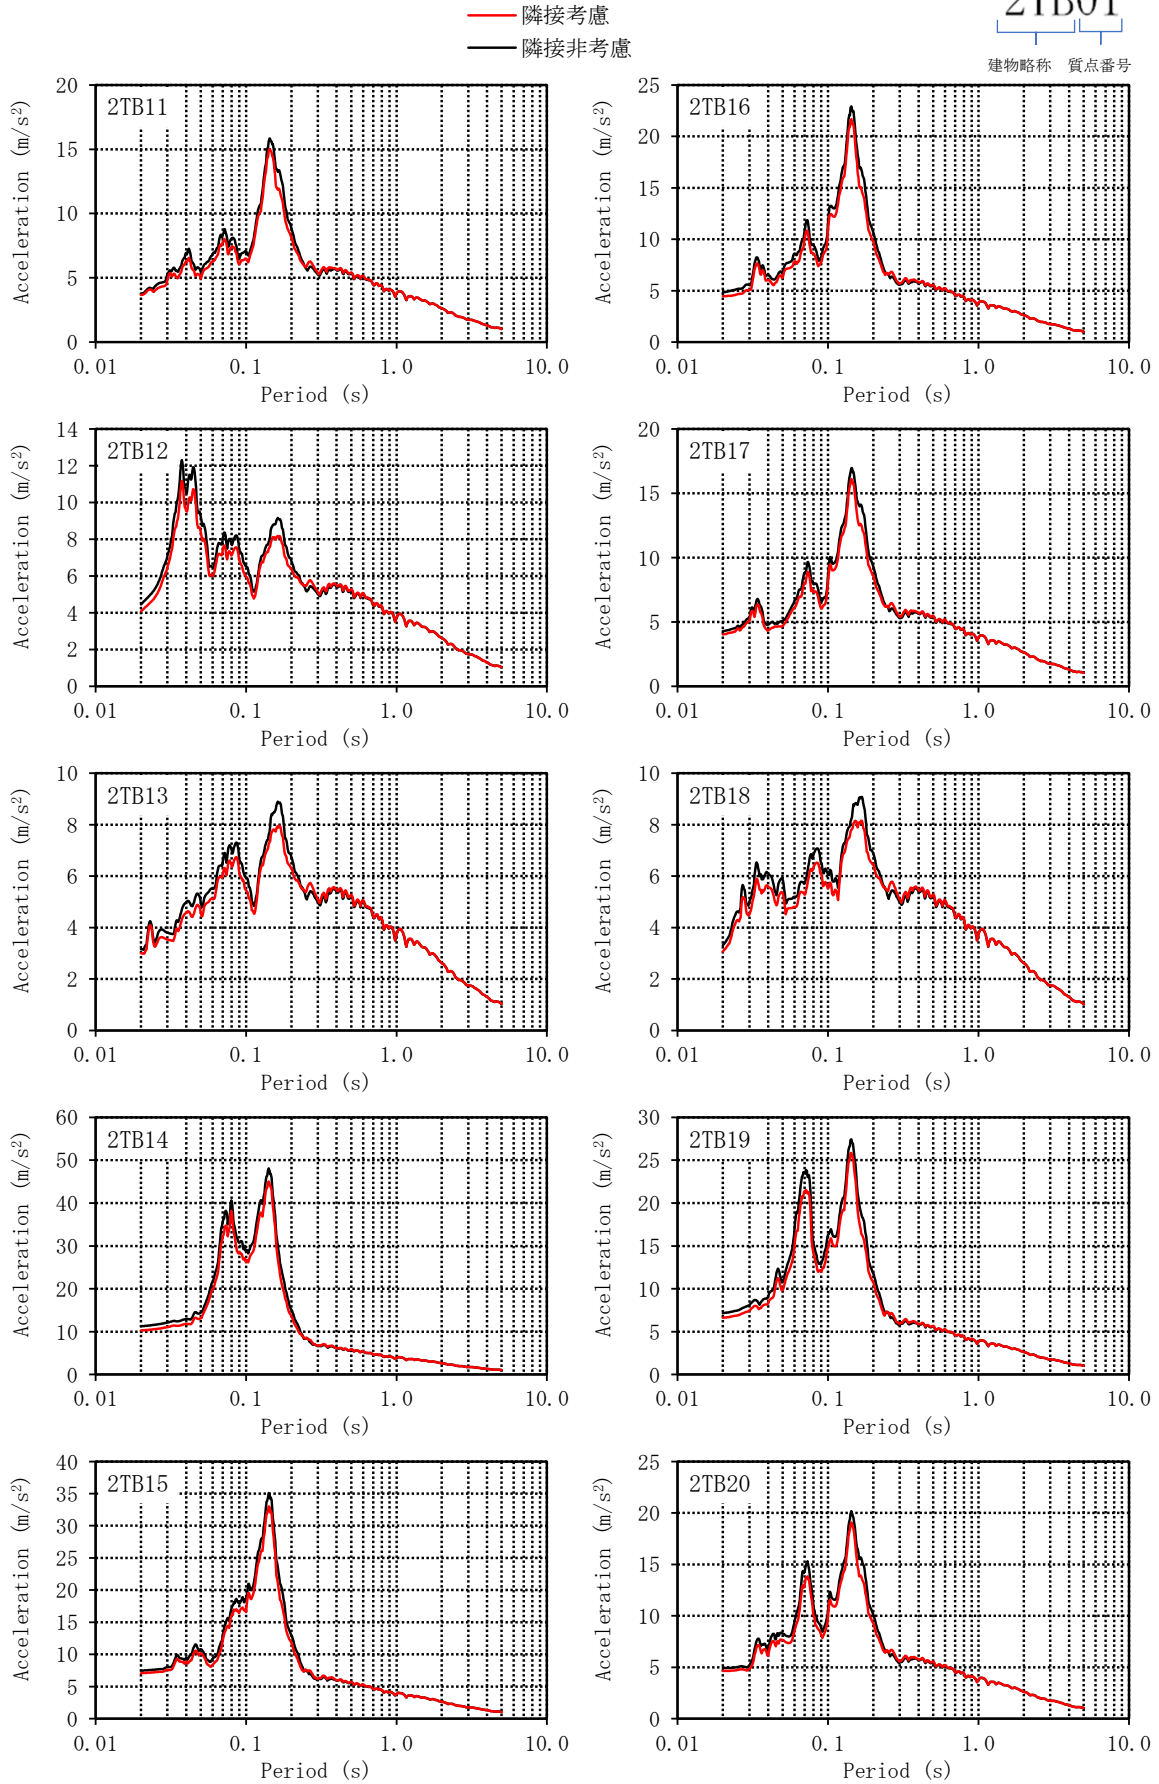 隣接考慮
隣接非考慮
2TB01
建物略称 質点番号
2TB11
Acceleration (m/s²)
20
15
10
5
0
0.01 0.1 1.0 10.0
Period (s)
2TB16
Acceleration (m/s²)
25
20
15
10
5
0
0.01 0.1 1.0 10.0
Period (s)
2TB12
Acceleration (m/s²)
14
12
10
8
6
4
2
0
0.01 0.1 1.0 10.0
Period (s)
2TB17
Acceleration (m/s²)
20
15
10
5
0
0.01 0.1 1.0 10.0
Period (s)
2TB13
Acceleration (m/s²)
10
8
6
4
2
0
0.01 0.1 1.0 10.0
Period (s)
2TB18
Acceleration (m/s²)
10
8
6
4
2
0
0.01 0.1 1.0 10.0
Period (s)
2TB14
Acceleration (m/s²)
60
50
40
30
20
10
0
0.01 0.1 1.0 10.0
Period (s)
2TB19
Acceleration (m/s²)
30
25
20
15
10
5
0
0.01 0.1 1.0 10.0
Period (s)
2TB15
Acceleration (m/s²)
40
35
30
25
20
15
10
5
0
0.01 0.1 1.0 10.0
Period (s)
2TB20
Acceleration (m/s²)
25
20
15
10
5
0
0.01 0.1 1.0 10.0
Period (s)